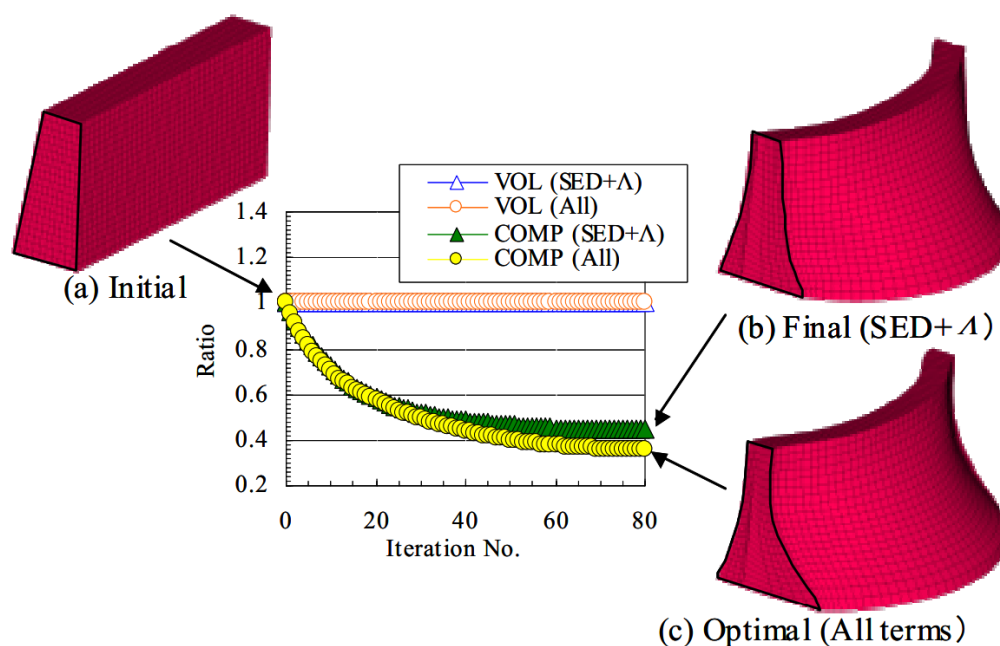 (a) Initial
VOL (SED+Λ)
VOL (All)
COMP (SED+Λ)
COMP (All)
1.4
1.2
1
0.8
0.6
0.4
0.2
Ratio
0
20
40
60
80
Iteration No.
(b) Final (SED+Λ)
(c) Optimal (All terms)